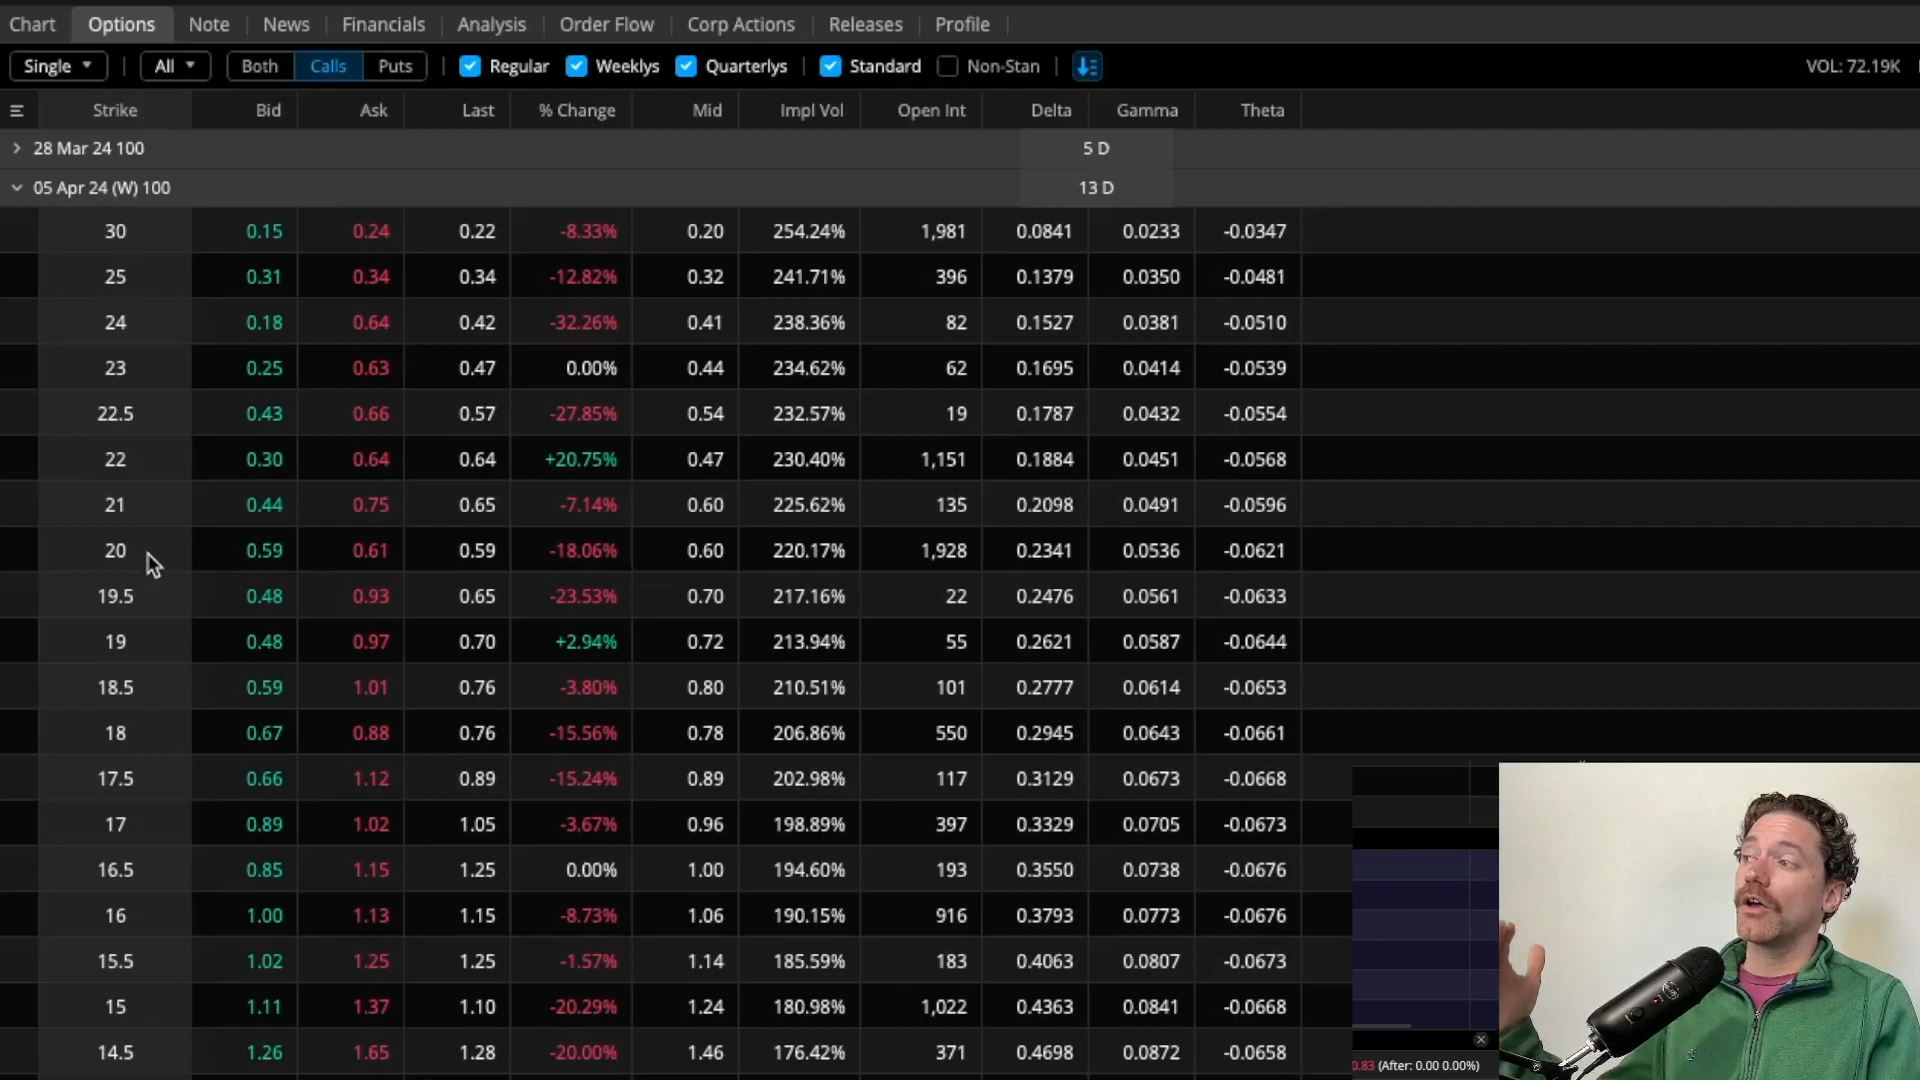 Chart Options Note News Financials Analysis Order Flow Corp Actions Releases Profile
Single All Both Calls Puts Regular Weeklys Quarterlys Standard Non-Stan VOL: 72.19K
Strike Bid Ask Last % Change Mid Impl Vol Open Int Delta Gamma Theta
28 Mar 24 100 5 D
05 Apr 24 (W) 100 13 D
30 0.15 0.24 0.22 -8.33% 0.20 254.24% 1,981 0.0841 0.0233 -0.0347
25 0.31 0.34 0.34 -12.82% 0.32 241.71% 396 0.1379 0.0350 -0.0481
24 0.18 0.64 0.42 -32.26% 0.41 238.36% 82 0.1527 0.0381 -0.0510
23 0.25 0.63 0.47 0.00% 0.44 234.62% 62 0.1695 0.0414 -0.0539
22.5 0.43 0.66 0.57 -27.85% 0.54 232.57% 19 0.1787 0.0432 -0.0554
22 0.30 0.64 0.64 +20.75% 0.47 230.40% 1,151 0.1884 0.0451 -0.0568
21 0.44 0.75 0.65 -7.14% 0.60 225.62% 135 0.2098 0.0491 -0.0596
20 0.59 0.61 0.59 -18.06% 0.60 220.17% 1,928 0.2341 0.0536 -0.0621
19.5 0.48 0.93 0.65 -23.53% 0.70 217.16% 22 0.2476 0.0561 -0.0633
19 0.48 0.97 0.70 +2.94% 0.72 213.94% 55 0.2621 0.0587 -0.0644
18.5 0.59 1.01 0.76 -3.80% 0.80 210.51% 101 0.2777 0.0614 -0.0653
18 0.67 0.88 0.76 -15.56% 0.78 206.86% 550 0.2945 0.0643 -0.0661
17.5 0.66 1.12 0.89 -15.24% 0.89 202.98% 117 0.3129 0.0673 -0.0668
17 0.89 1.02 1.05 -3.67% 0.96 198.89% 397 0.3329 0.0705 -0.0673
16.5 0.85 1.15 1.25 0.00% 1.00 194.60% 193 0.3550 0.0738 -0.0676
16 1.00 1.13 1.15 -8.73% 1.06 190.15% 916 0.3793 0.0773 -0.0676
15.5 1.02 1.25 1.25 -1.57% 1.14 185.59% 183 0.4063 0.0807 -0.0673
15 1.11 1.37 1.10 -20.29% 1.24 180.98% 1,022 0.4363 0.0841 -0.0668
14.5 1.26 1.65 1.28 -20.00% 1.46 176.42% 371 0.4698 0.0872 -0.0658
0.83 (After: 0.00 0.00%)